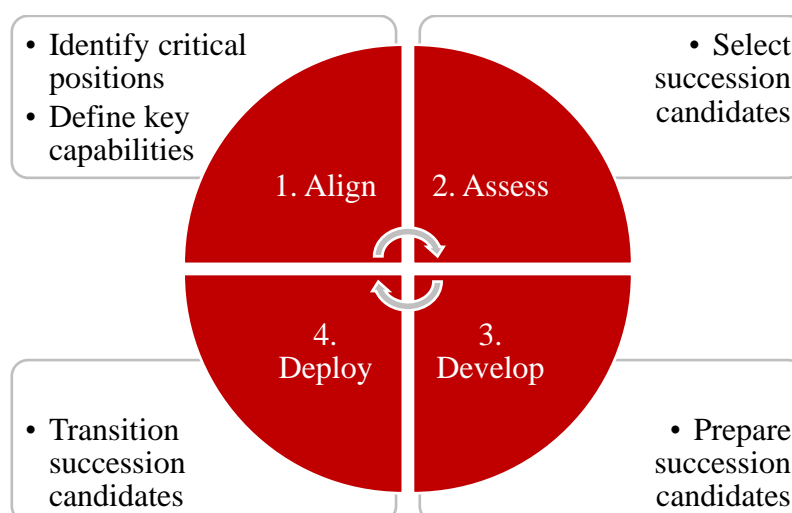 • Identify critical
positions
• Define key
capabilities
• Select
succession
candidates
1. Align
2. Assess
4.
Deploy
3.
Develop
• Transition
succession
candidates
• Prepare
succession
candidates